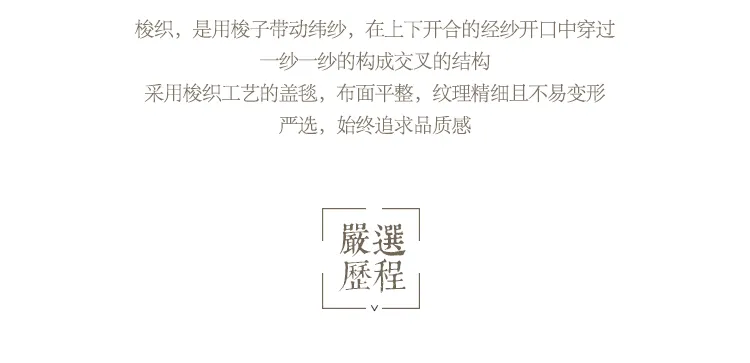 梭织，是用梭子带动纬纱，在上下开合的经纱开口中穿过
一纱一纱的构成交叉的结构
采用梭织工艺的盖毯，布面平整，纹理精细且不易变形
严选，始终追求品质感
嚴選
歷程